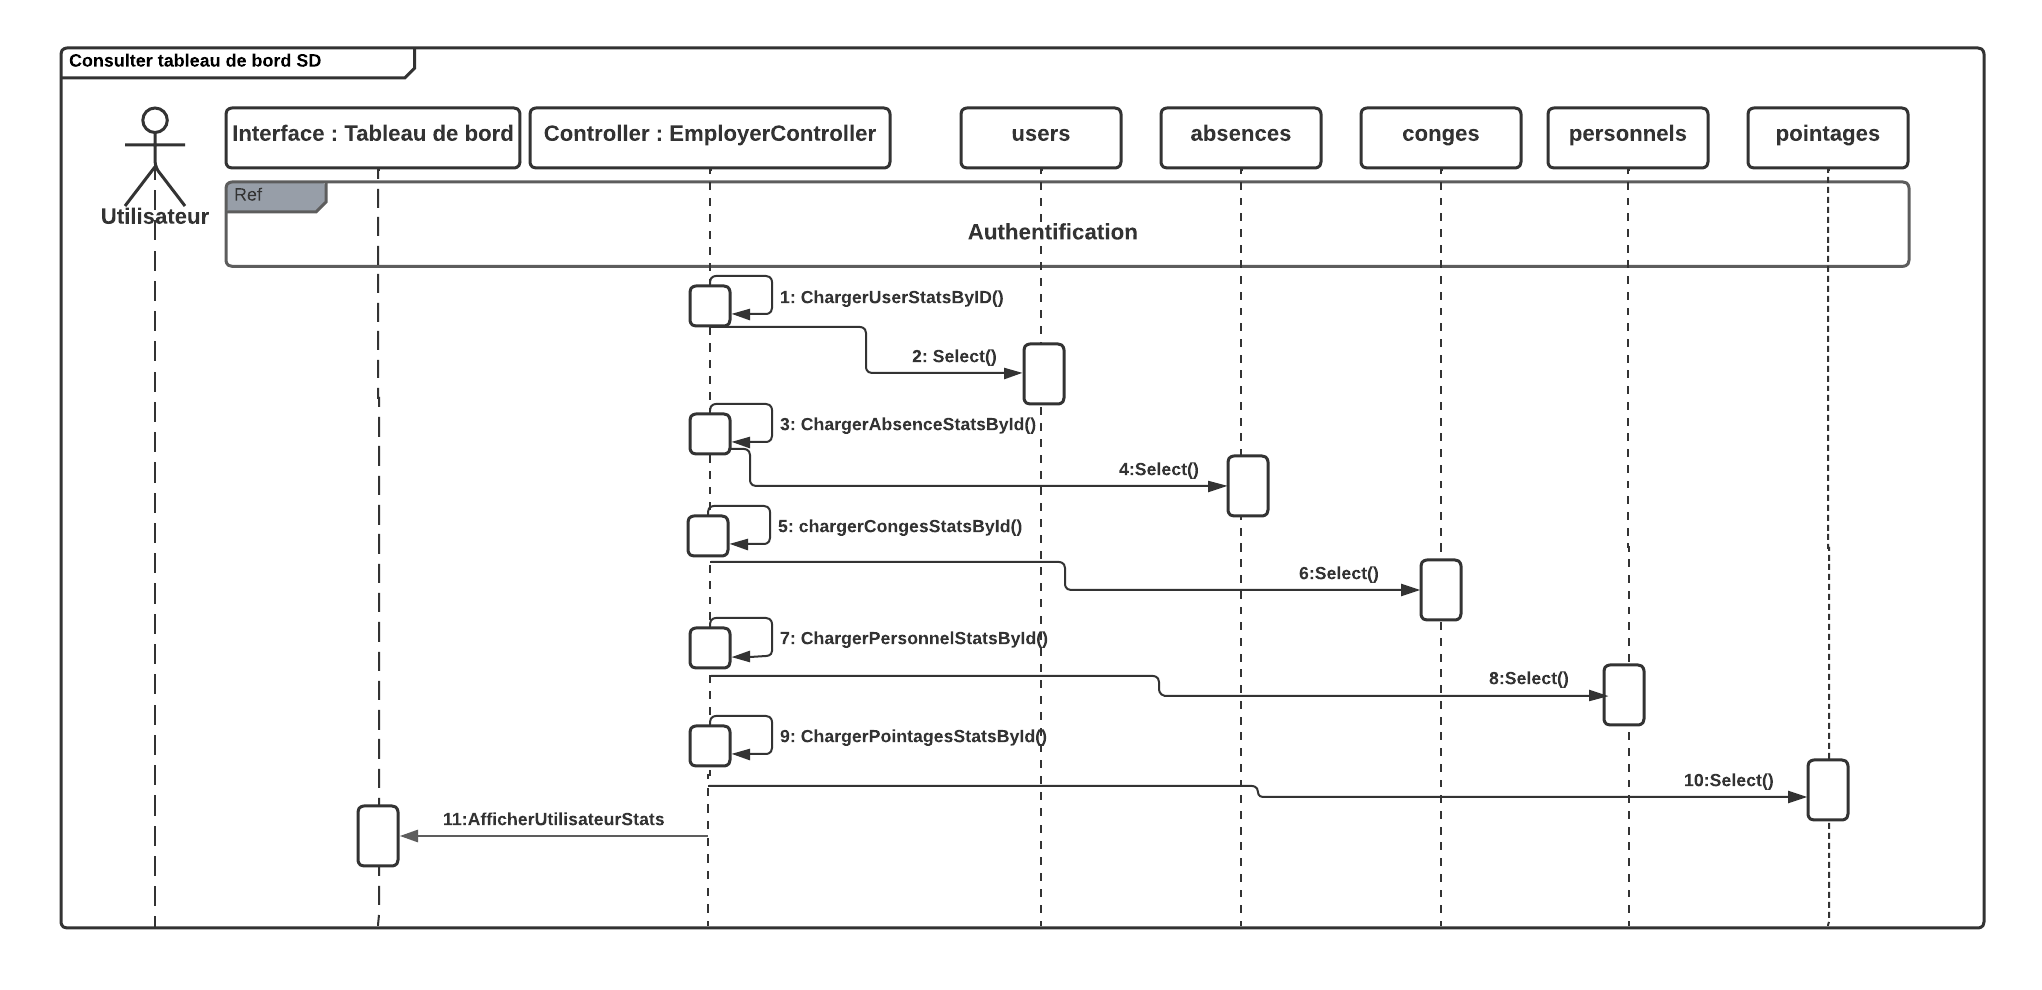 Consulter tableau de bord SD
Utilisateur
Interface : Tableau de bord
Controller : EmployerController
users
absences
conges
personnels
pointages
Ref
Authentification
1: ChargerUserStatsByID()
2: Select()
3: ChargerAbsenceStatsById()
4:Select()
5: chargerCongesStatsById()
6:Select()
7: ChargerPersonnelStatsById()
8:Select()
9: ChargerPointagesStatsById()
10:Select()
11:AfficherUtilisateurStats